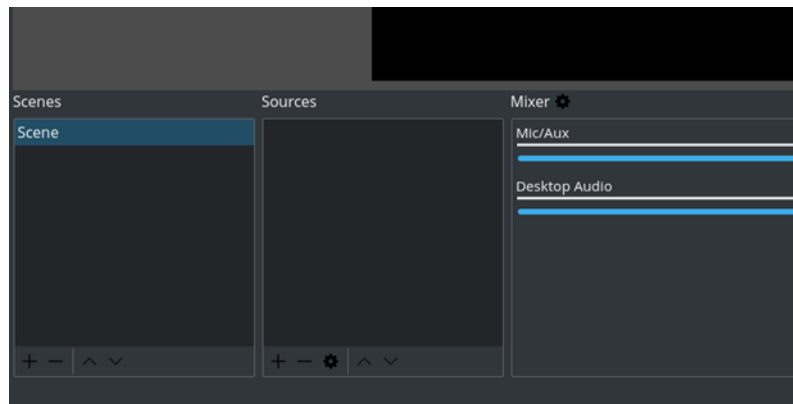 Scenes
Sources
Mixer
Scene
Mic/Aux
Desktop Audio